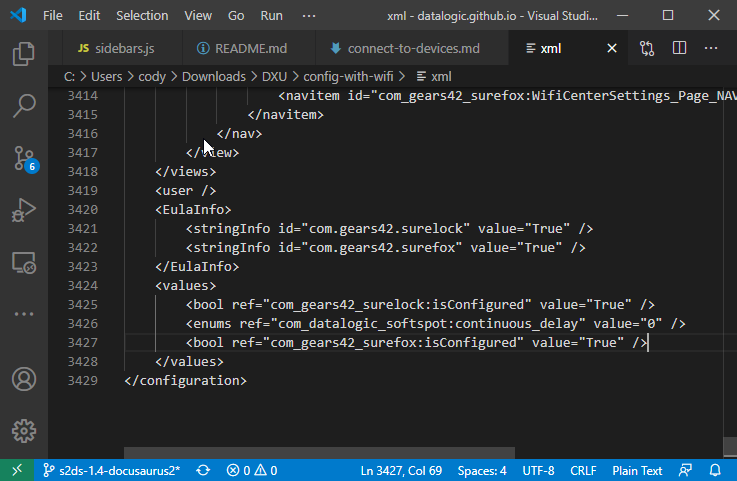 File Edit Selection View Go Run ··· xml - datalogic.github.io - Visual Studi...
JS sidebars.js README.md connect-to-devices.md xml
C: > Users > cody > Downloads > DXU > config-with-wifi > xml
3414 <navitem id="com_gears42_surefox:WifiCenterSettings_Page_NAV
3415 </navitem>
3416 </nav>
3417 </view>
3418 </views>
3419 <user />
3420 <EulaInfo>
3421 <stringInfo id="com.gears42.surelock" value="True" />
3422 <stringInfo id="com.gears42.surefox" value="True" />
3423 </EulaInfo>
3424 <values>
3425 <bool ref="com_gears42_surelock:isConfigured" value="True" />
3426 <enums ref="com_datalogic_softspot:continuous_delay" value="0" />
3427 <bool ref="com_gears42_surefox:isConfigured" value="True" />
3428 </values>
3429 </configuration>
6
s2ds-1.4-docusaurus2* 0 0 Ln 3427, Col 69 Spaces: 4 UTF-8 CRLF Plain Text